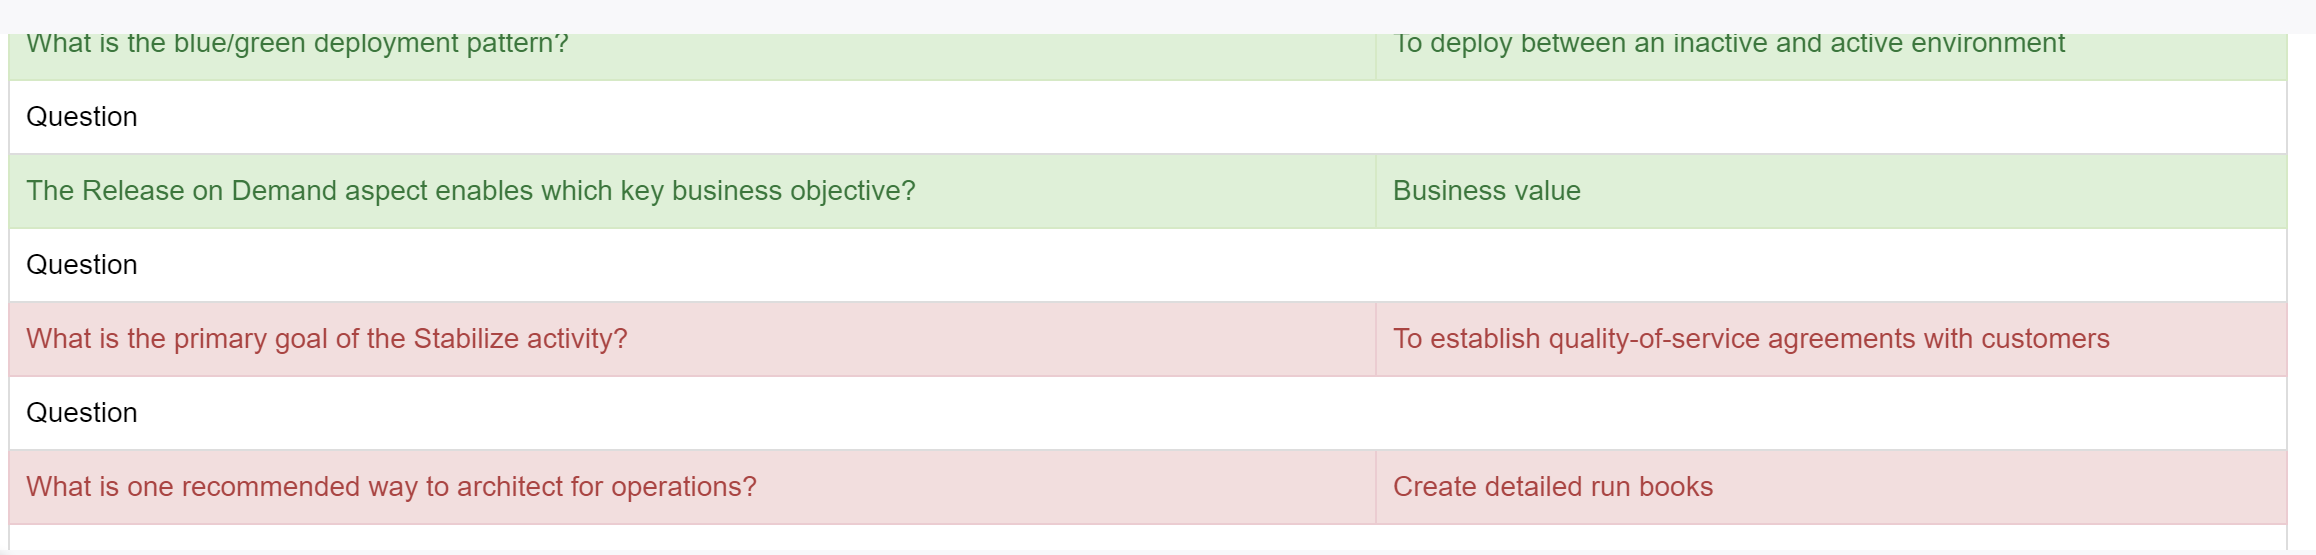 What is the blue/green deployment pattern? To deploy between an inactive and active environment
Question
The Release on Demand aspect enables which key business objective? Business value
Question
What is the primary goal of the Stabilize activity? To establish quality-of-service agreements with customers
Question
What is one recommended way to architect for operations? Create detailed run books